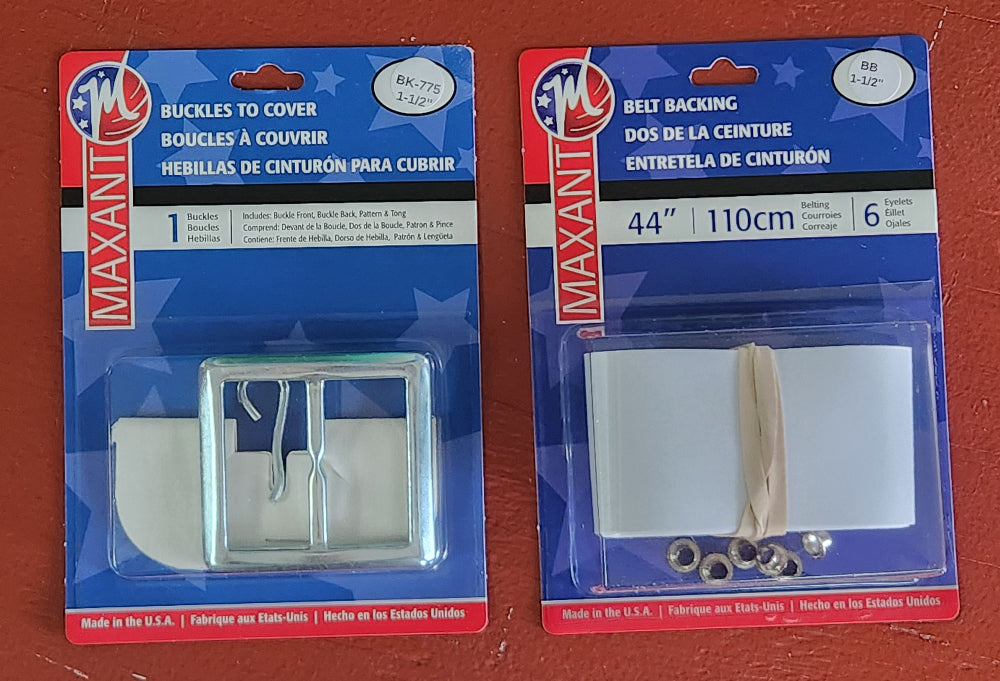 M
MAXANT
BK-775
1-1/2"
BUCKLES TO COVER
BOUCLES À COUVRIR
HEBILLAS DE CINTURÓN PARA CUBRIR
1
Buckles
Boucles
Hebillas
Includes: Buckle Front, Buckle Back, Pattern & Tong
Comprend: Devant de la Boucle, Dos de la Boucle, Patron & Pince
Contiene: Frente de Hebilla, Dorso de Hebilla, Patrón & Lengüeta
Made in the U.S.A. | Fabrique aux Etats-Unis | Hecho en los Estados Unidos
M
MAXANT
BB
1-1/2"
BELT BACKING
DOS DE LA CEINTURE
ENTRETELA DE CINTURÓN
44" | 110cm
Belting
Courroies
Correaje
6
Eyelets
Éillet
Ojales
Made in the U.S.A. | Fabrique aux Etats-Unis | Hecho en los Estados Unidos